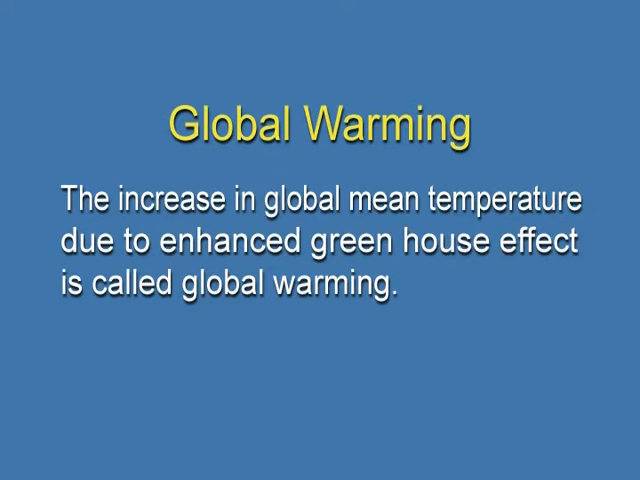 Global Warming
The increase in global mean temperature
due to enhanced green house effect
is called global warming.